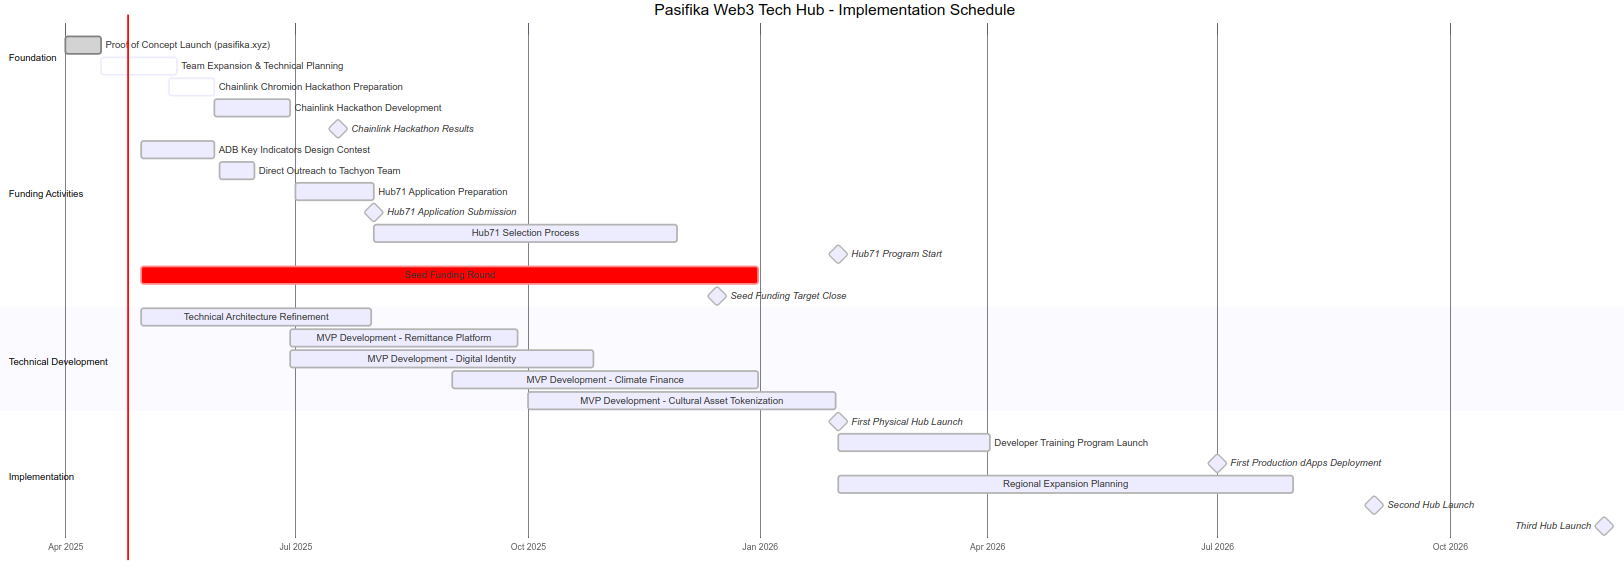 Pasifika Web3 Tech Hub - Implementation Schedule
Foundation
Proof of Concept Launch (pasifika.xyz)
Team Expansion & Technical Planning
Chainlink Chromion Hackathon Preparation
Chainlink Hackathon Development
Chainlink Hackathon Results
Funding Activities
ADB Key Indicators Design Contest
Direct Outreach to Tachyon Team
Hub71 Application Preparation
Hub71 Application Submission
Hub71 Selection Process
Hub71 Program Start
Seed Funding Round
Seed Funding Target Close
Technical Development
Technical Architecture Refinement
MVP Development - Remittance Platform
MVP Development - Digital Identity
MVP Development - Climate Finance
MVP Development - Cultural Asset Tokenization
Implementation
First Physical Hub Launch
Developer Training Program Launch
First Production dApps Deployment
Regional Expansion Planning
Second Hub Launch
Third Hub Launch
Apr 2025
Jul 2025
Oct 2025
Jan 2026
Apr 2026
Jul 2026
Oct 2026